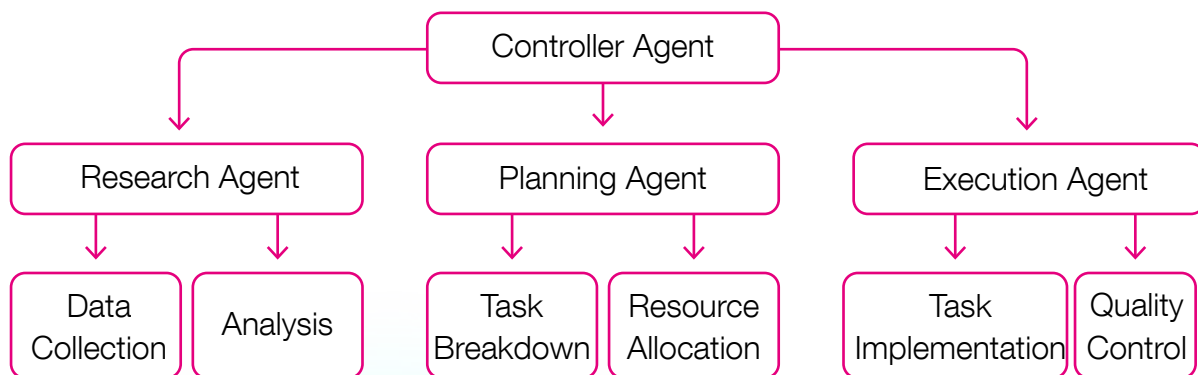 Controller Agent
Research Agent
Planning Agent
Execution Agent
Data
Collection
Analysis
Task
Breakdown
Resource
Allocation
Task
Implementation
Quality
Control